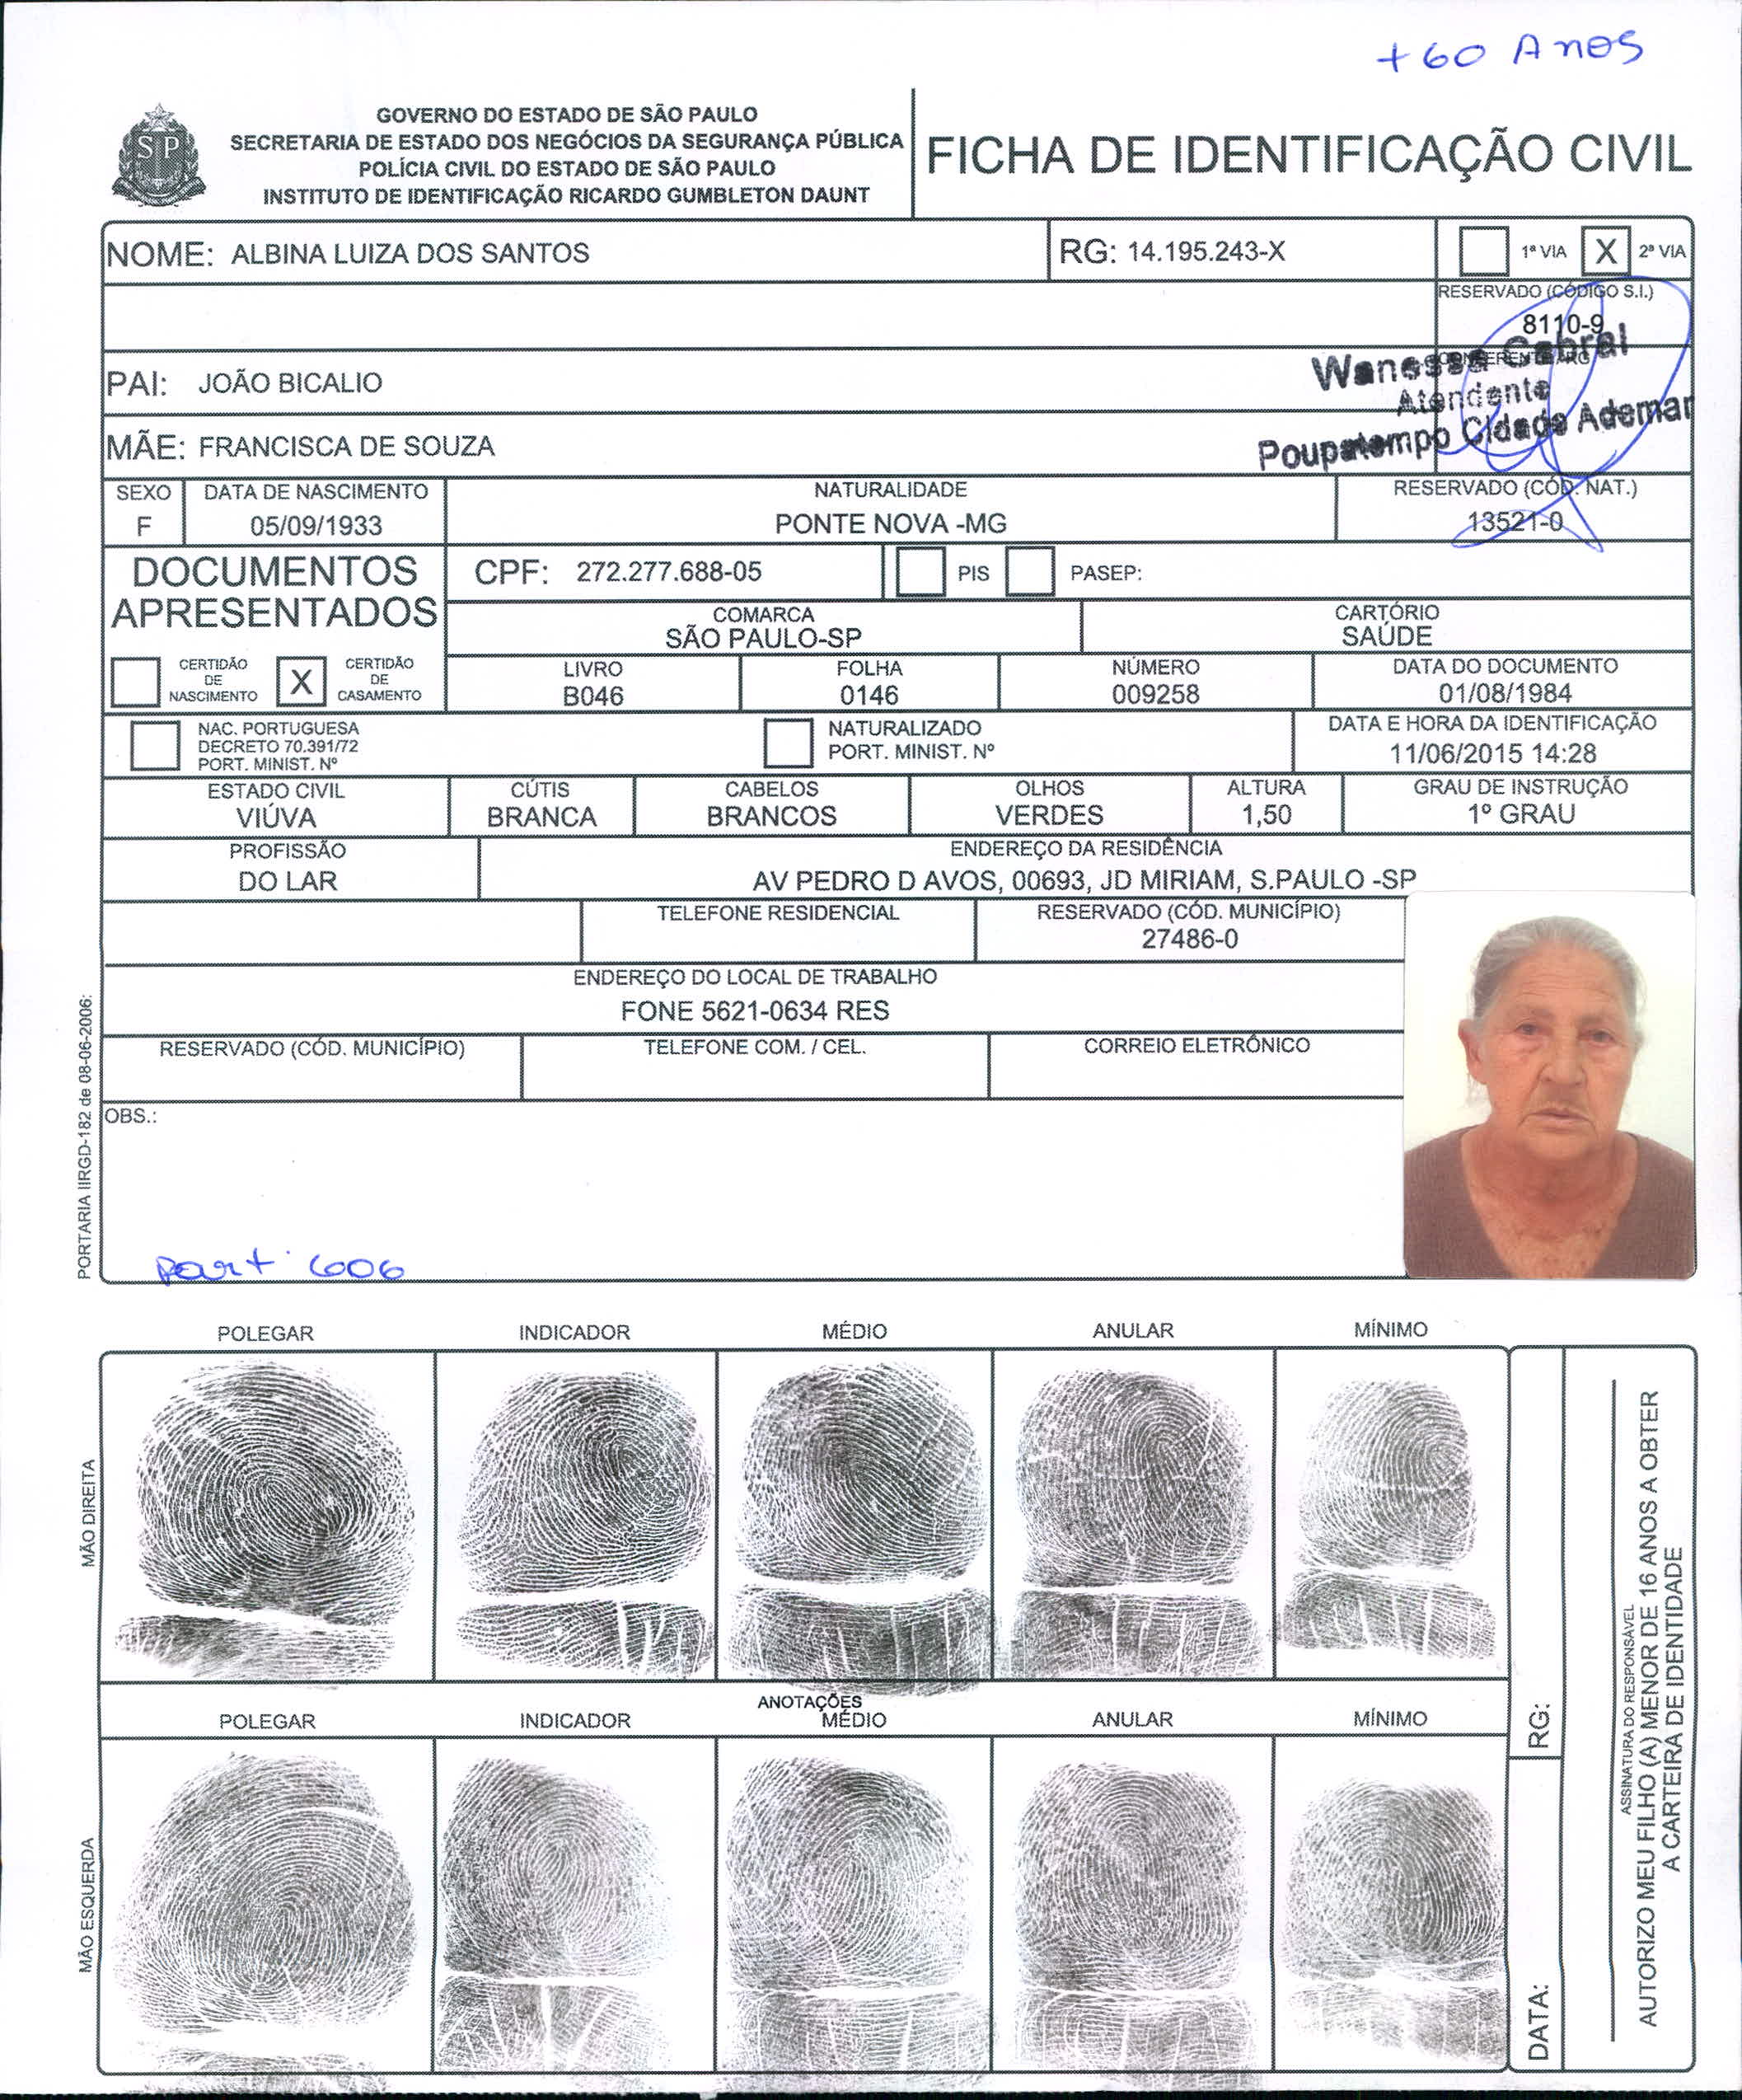 +60 Anos
GOVERNO DO ESTADO DE SÃO PAULO
SECRETARIA DE ESTADO DOS NEGÓCIOS DA SEGURANÇA PÚBLICA
POLÍCIA CIVIL DO ESTADO DE SÃO PAULO
INSTITUTO DE IDENTIFICAÇÃO RICARDO GUMBLETON DAUNT
SP
FICHA DE IDENTIFICAÇÃO CIVIL
NOME: ALBINA LUIZA DOS SANTOS RG: 14.195.243-X 1ª VIA X 2ª VIA
RESERVADO (CÓDIGO S.I.)
8110-9
Wanessa Cabral
Atendente
Poupatempo Cidade Ademar
PAI: JOÃO BICALIO
MÃE: FRANCISCA DE SOUZA
SEXO DATA DE NASCIMENTO NATURALIDADE RESERVADO (CÓD. NAT.)
F 05/09/1933 PONTE NOVA -MG 13521-0
DOCUMENTOS
APRESENTADOS
CPF: 272.277.688-05 PIS PASEP:
COMARCA CARTÓRIO
SÃO PAULO-SP SAÚDE
CERTIDÃO
DE
NASCIMENTO
X CERTIDÃO
DE
CASAMENTO
LIVRO FOLHA NÚMERO DATA DO DOCUMENTO
B046 0146 009258 01/08/1984
NAC. PORTUGUESA
DECRETO 70.391/72
PORT. MINIST. Nº
NATURALIZADO
PORT. MINIST. Nº
DATA E HORA DA IDENTIFICAÇÃO
11/06/2015 14:28
ESTADO CIVIL CÚTIS CABELOS OLHOS ALTURA GRAU DE INSTRUÇÃO
VIÚVA BRANCA BRANCOS VERDES 1,50 1º GRAU
PROFISSÃO ENDEREÇO DA RESIDÊNCIA
DO LAR AV PEDRO D AVOS, 00693, JD MIRIAM, S.PAULO -SP
TELEFONE RESIDENCIAL RESERVADO (CÓD. MUNICÍPIO)
27486-0
ENDEREÇO DO LOCAL DE TRABALHO
FONE 5621-0634 RES
RESERVADO (CÓD. MUNICÍPIO) TELEFONE COM. / CEL. CORREIO ELETRÔNICO
OBS.:
part 606
PORTARIA IIRGD-182 de 08-06-2006:
POLEGAR INDICADOR MÉDIO ANULAR MÍNIMO
MÃO DIREITA
ANOTAÇÕES
POLEGAR INDICADOR MÉDIO ANULAR MÍNIMO
MÃO ESQUERDA
RG:
DATA:
ASSINATURA DO RESPONSÁVEL
AUTORIZO MEU FILHO (A) MENOR DE 16 ANOS A OBTER
A CARTEIRA DE IDENTIDADE